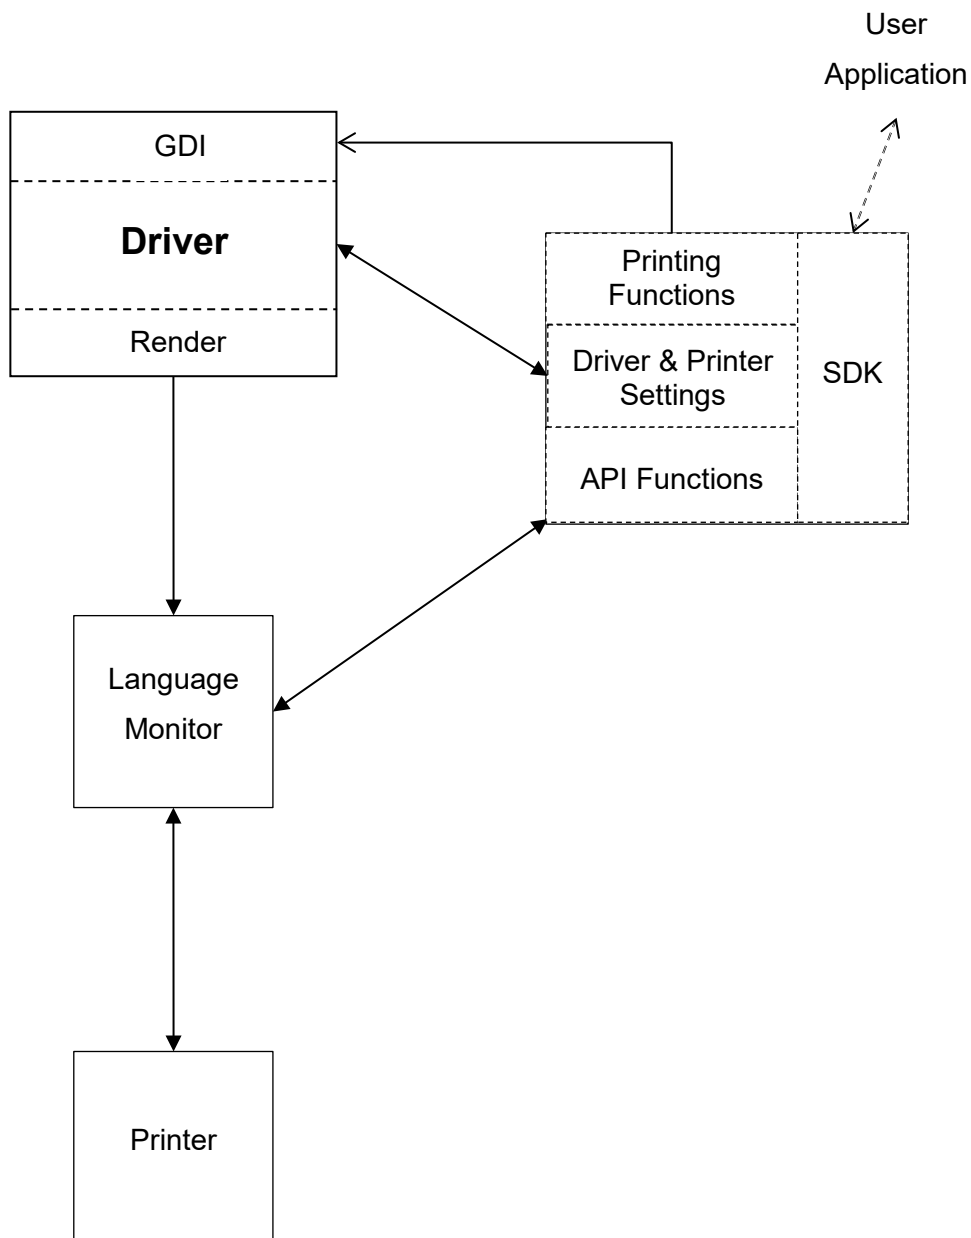 User
Application
GDI
Driver
Render
Printing
Functions
Driver & Printer
Settings
API Functions
SDK
Language
Monitor
Printer